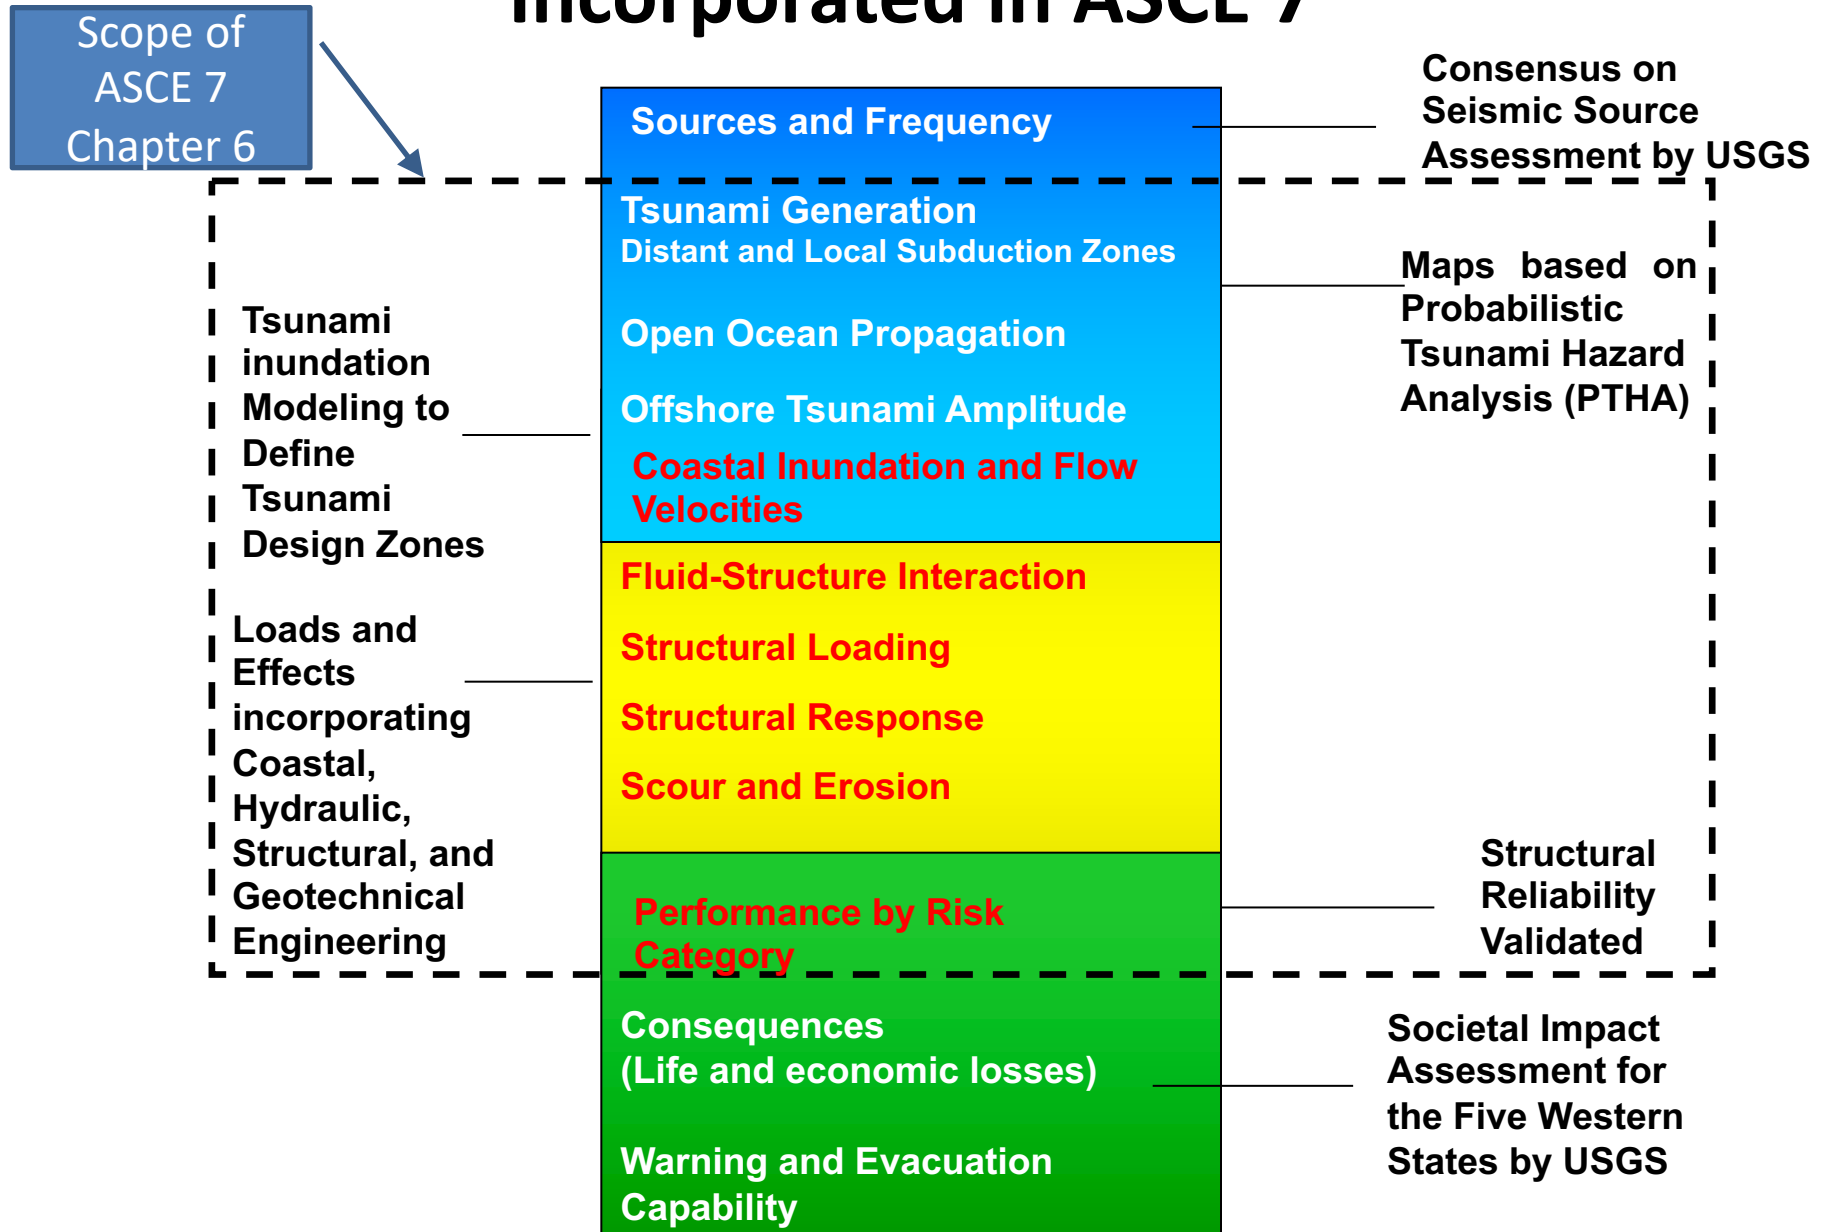 Incorporated in ASCE 7
Scope of
ASCE 7
Chapter 6
Sources and Frequency
Consensus on
Seismic Source
Assessment by USGS
Tsunami Generation
Distant and Local Subduction Zones
Open Ocean Propagation
Offshore Tsunami Amplitude
Coastal Inundation and Flow
Velocities
Maps based on
Probabilistic
Tsunami Hazard
Analysis (PTHA)
Tsunami
inundation
Modeling to
Define
Tsunami
Design Zones
Fluid-Structure Interaction
Structural Loading
Structural Response
Scour and Erosion
Loads and
Effects
incorporating
Coastal,
Hydraulic,
Structural, and
Geotechnical
Engineering
Performance by Risk
Category
Structural
Reliability
Validated
Consequences
(Life and economic losses)
Warning and Evacuation
Capability
Societal Impact
Assessment for
the Five Western
States by USGS